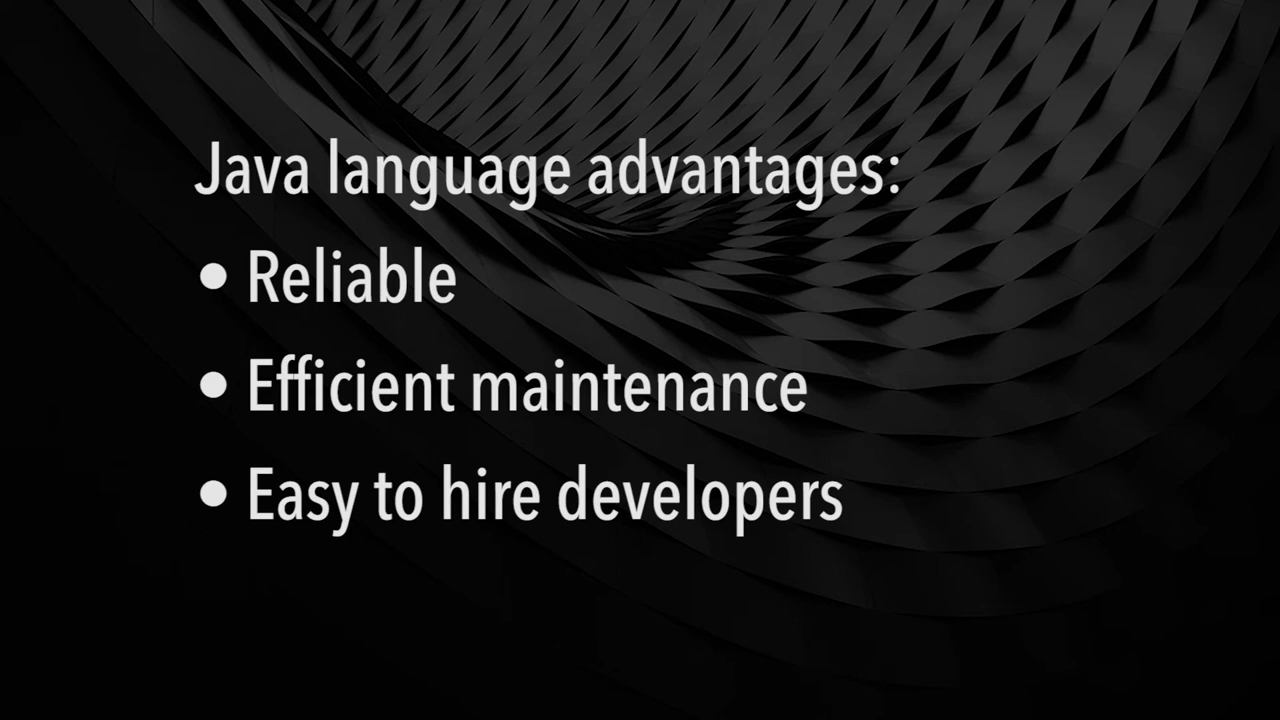 Java language advantages:
• Reliable
• Efficient maintenance
• Easy to hire developers